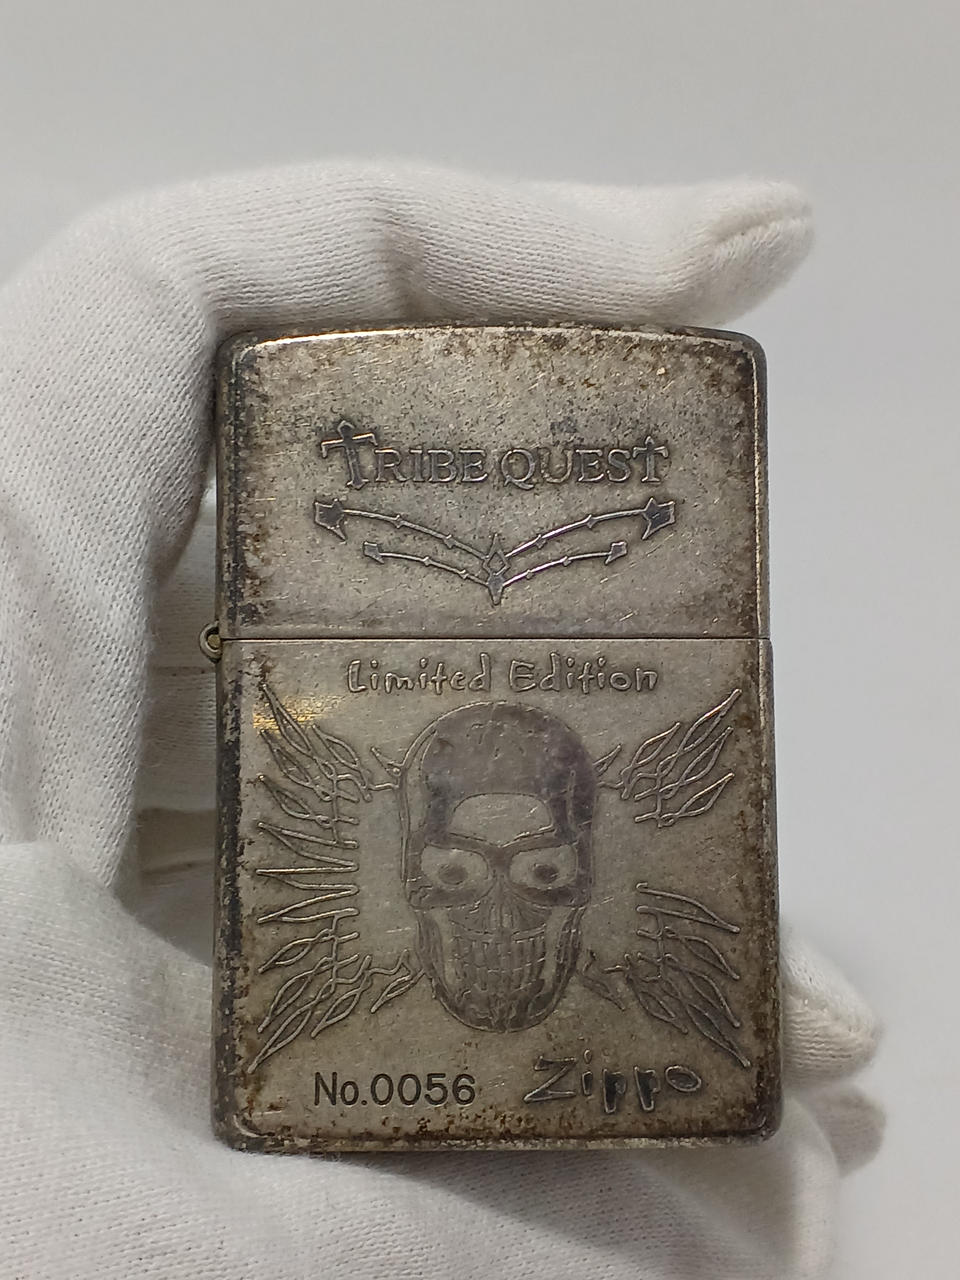 TRIBE QUEST
Limited Edition
No.0056 Zippo